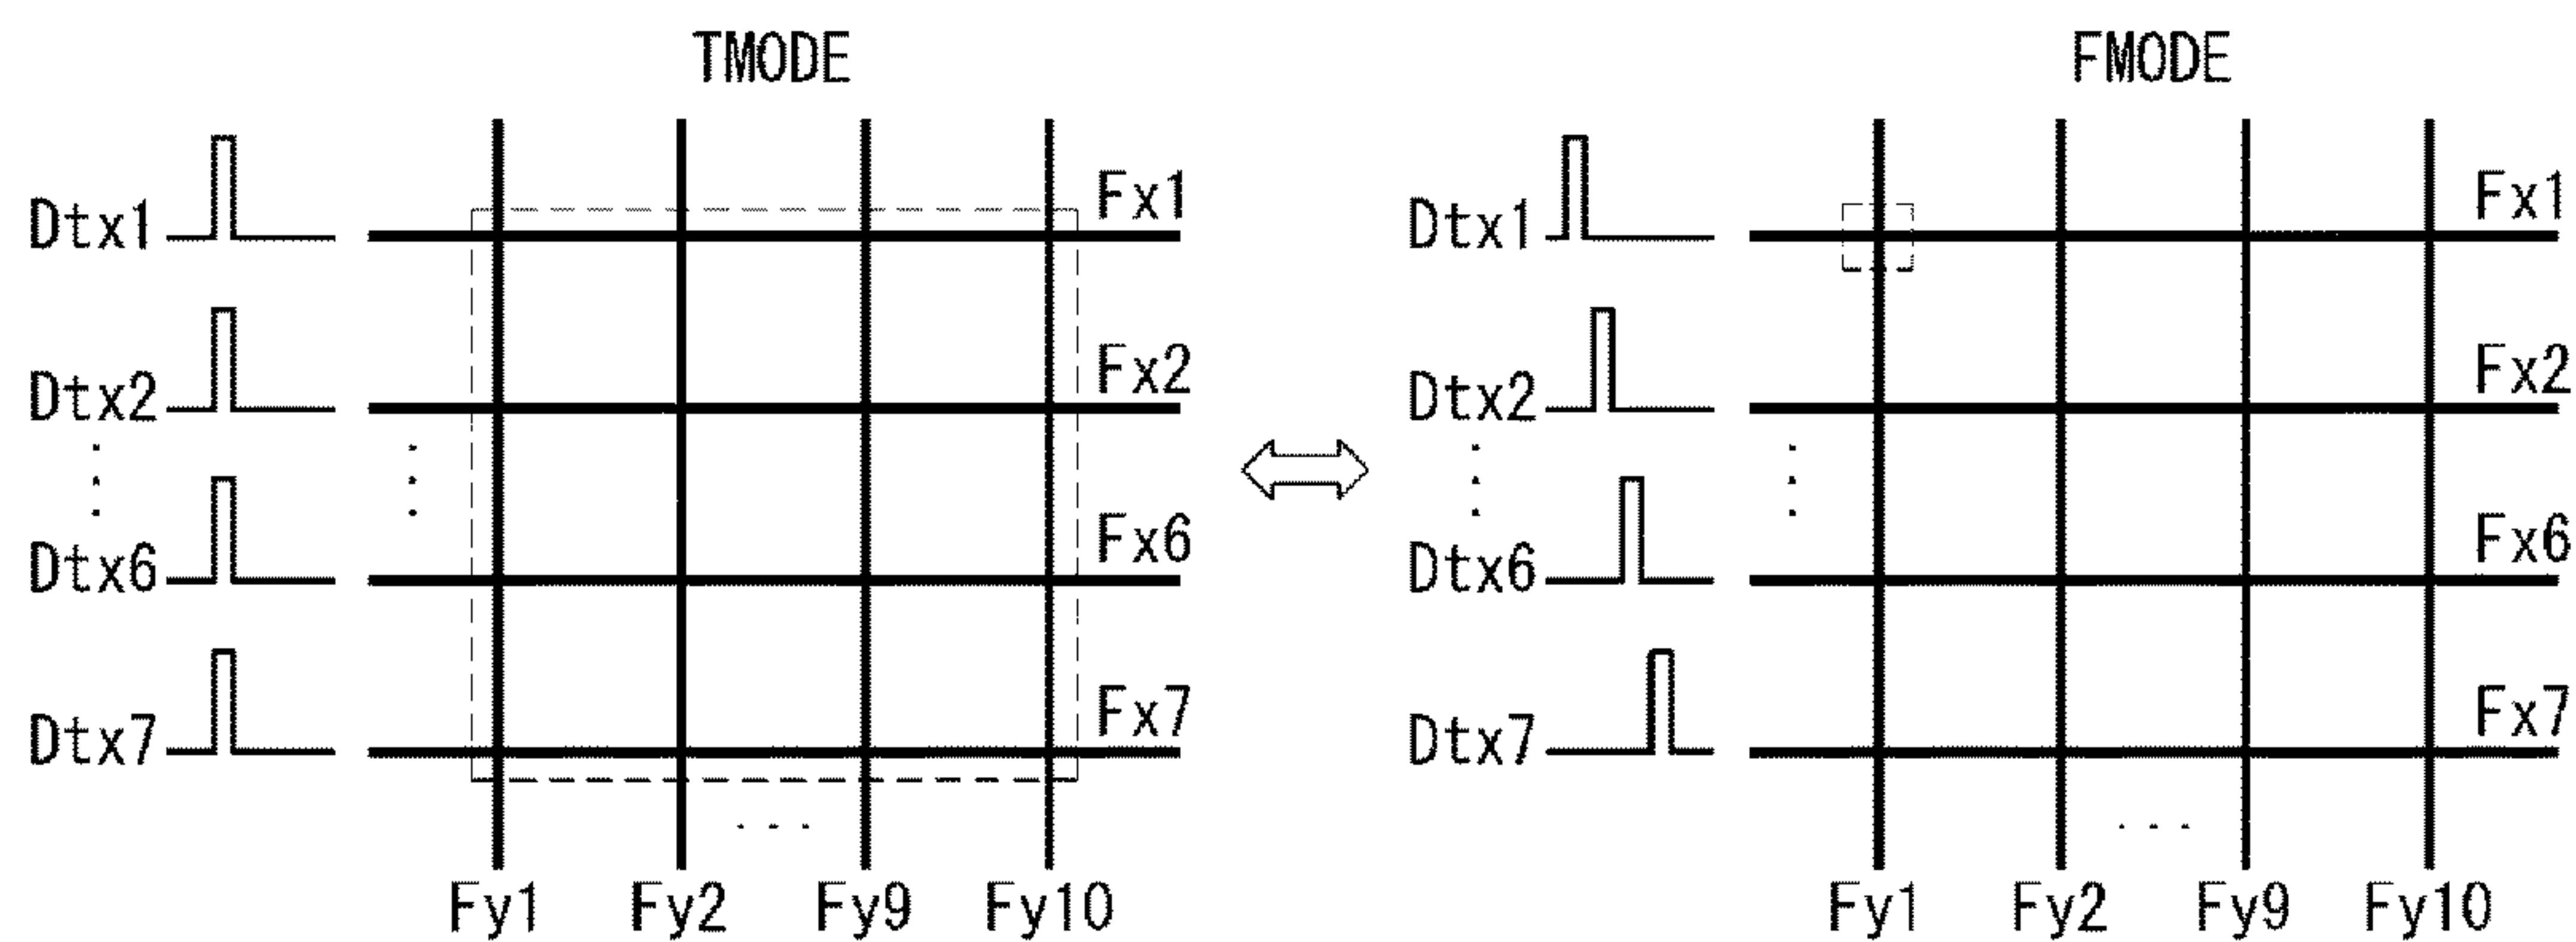 TMODE
Dtx1
Fx1
Dtx2
Fx2
Dtx6
Fx6
Dtx7
Fx7
Fy1 Fy2 Fy9 Fy10
FMODE
Dtx1
Fx1
Dtx2
Fx2
Dtx6
Fx6
Dtx7
Fx7
Fy1 Fy2 Fy9 Fy10